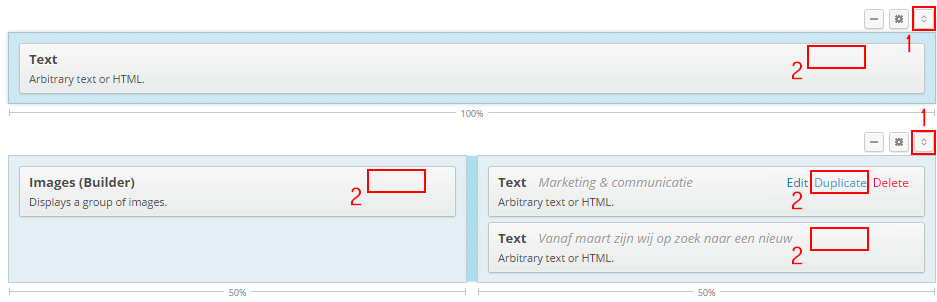 1
Text
2
Arbitrary text or HTML.
100%
1
Images (Builder)
2
Displays a group of images.
Text Marketing & communicatie Edit Duplicate Delete
2
Arbitrary text or HTML.
Text Vanaf maart zijn wij op zoek naar een nieuw
2
Arbitrary text or HTML.
50%
50%